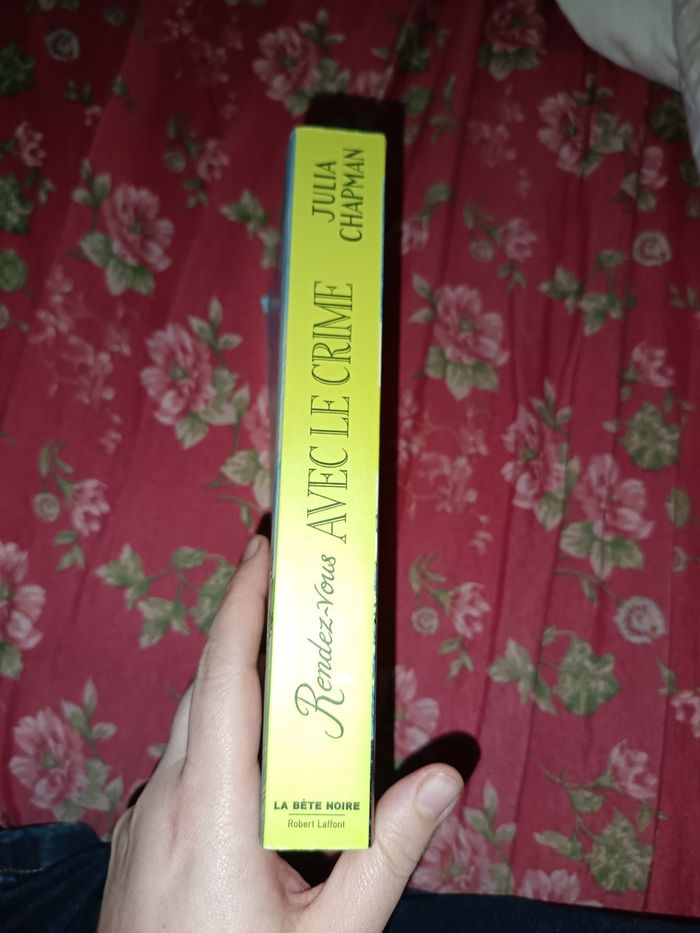 JULIA
CHAPMAN
Rendez-vous AVEC LE CRIME
LA BÊTE NOIRE
Robert Laffont